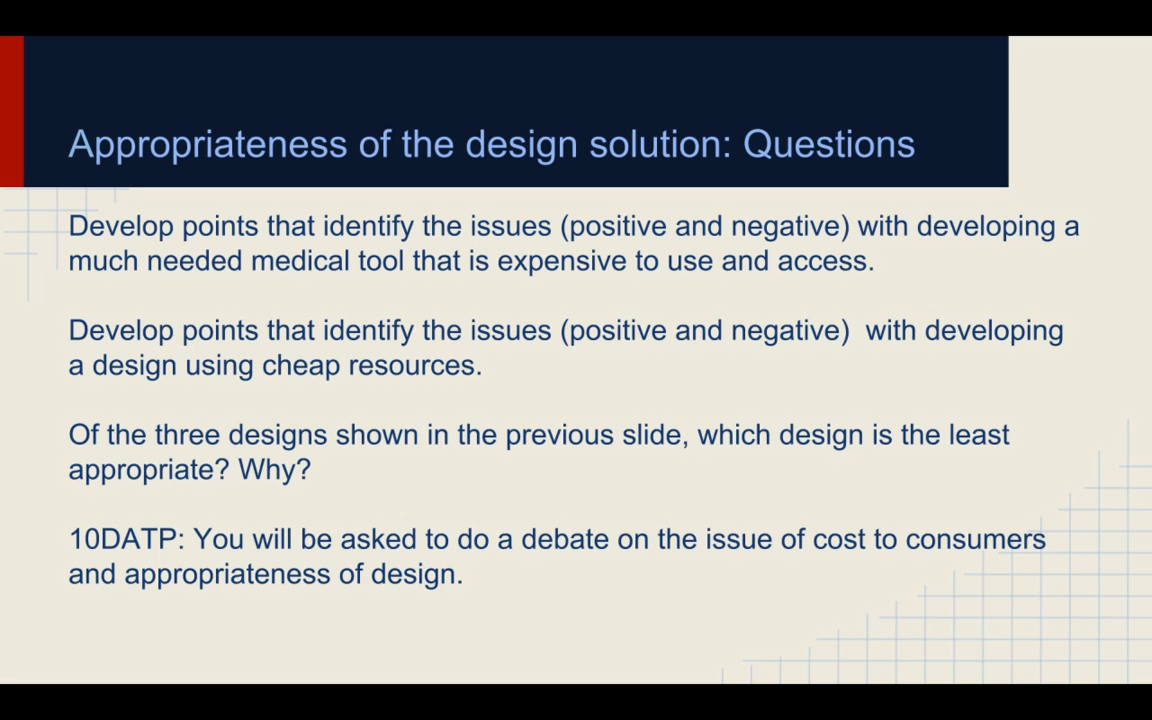 Appropriateness of the design solution: Questions
Develop points that identify the issues (positive and negative) with developing a
much needed medical tool that is expensive to use and access.
Develop points that identify the issues (positive and negative)  with developing
a design using cheap resources.
Of the three designs shown in the previous slide, which design is the least
appropriate? Why?
10DATP: You will be asked to do a debate on the issue of cost to consumers
and appropriateness of design.